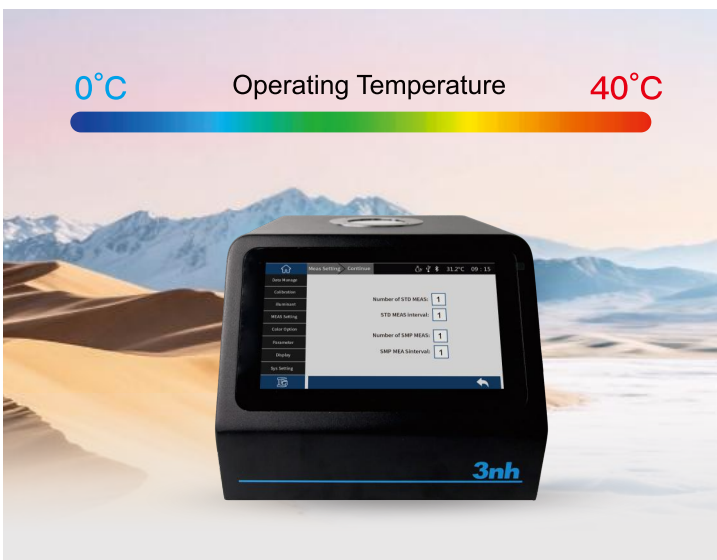 0°C Operating Temperature 40°C
Meas Setting Continue 31.2°C 09 : 15
Data Manage
Calibration
Illuminant
MEAS Setting
Color Option
Parameter
Display
Sys Setting
Number of STD MEAS: 1
STD MEAS Interval: 1
Number of SMP MEAS: 1
SMP MEA SInterval: 1
3nh